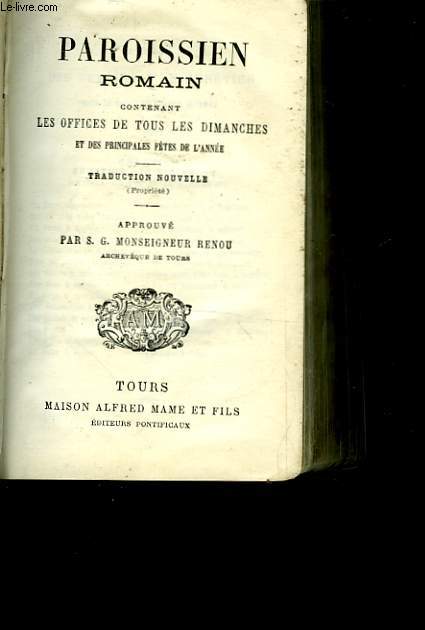 Le-livre.com
PAROISSIEN
ROMAIN
CONTENANT
LES OFFICES DE TOUS LES DIMANCHES
ET DES PRINCIPALES FÊTES DE L'ANNÉE
TRADUCTION NOUVELLE
(Propriété)
APPROUVÉ
PAR S. G. MONSEIGNEUR RENOU
ARCHEVÊQUE DE TOURS
AM
TOURS
MAISON ALFRED MAME ET FILS
ÉDITEURS PONTIFICAUX